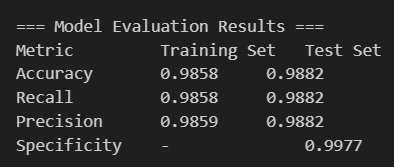 === Model Evaluation Results ===
Metric Training Set Test Set
Accuracy 0.9858 0.9882
Recall 0.9858 0.9882
Precision 0.9859 0.9882
Specificity - 0.9977